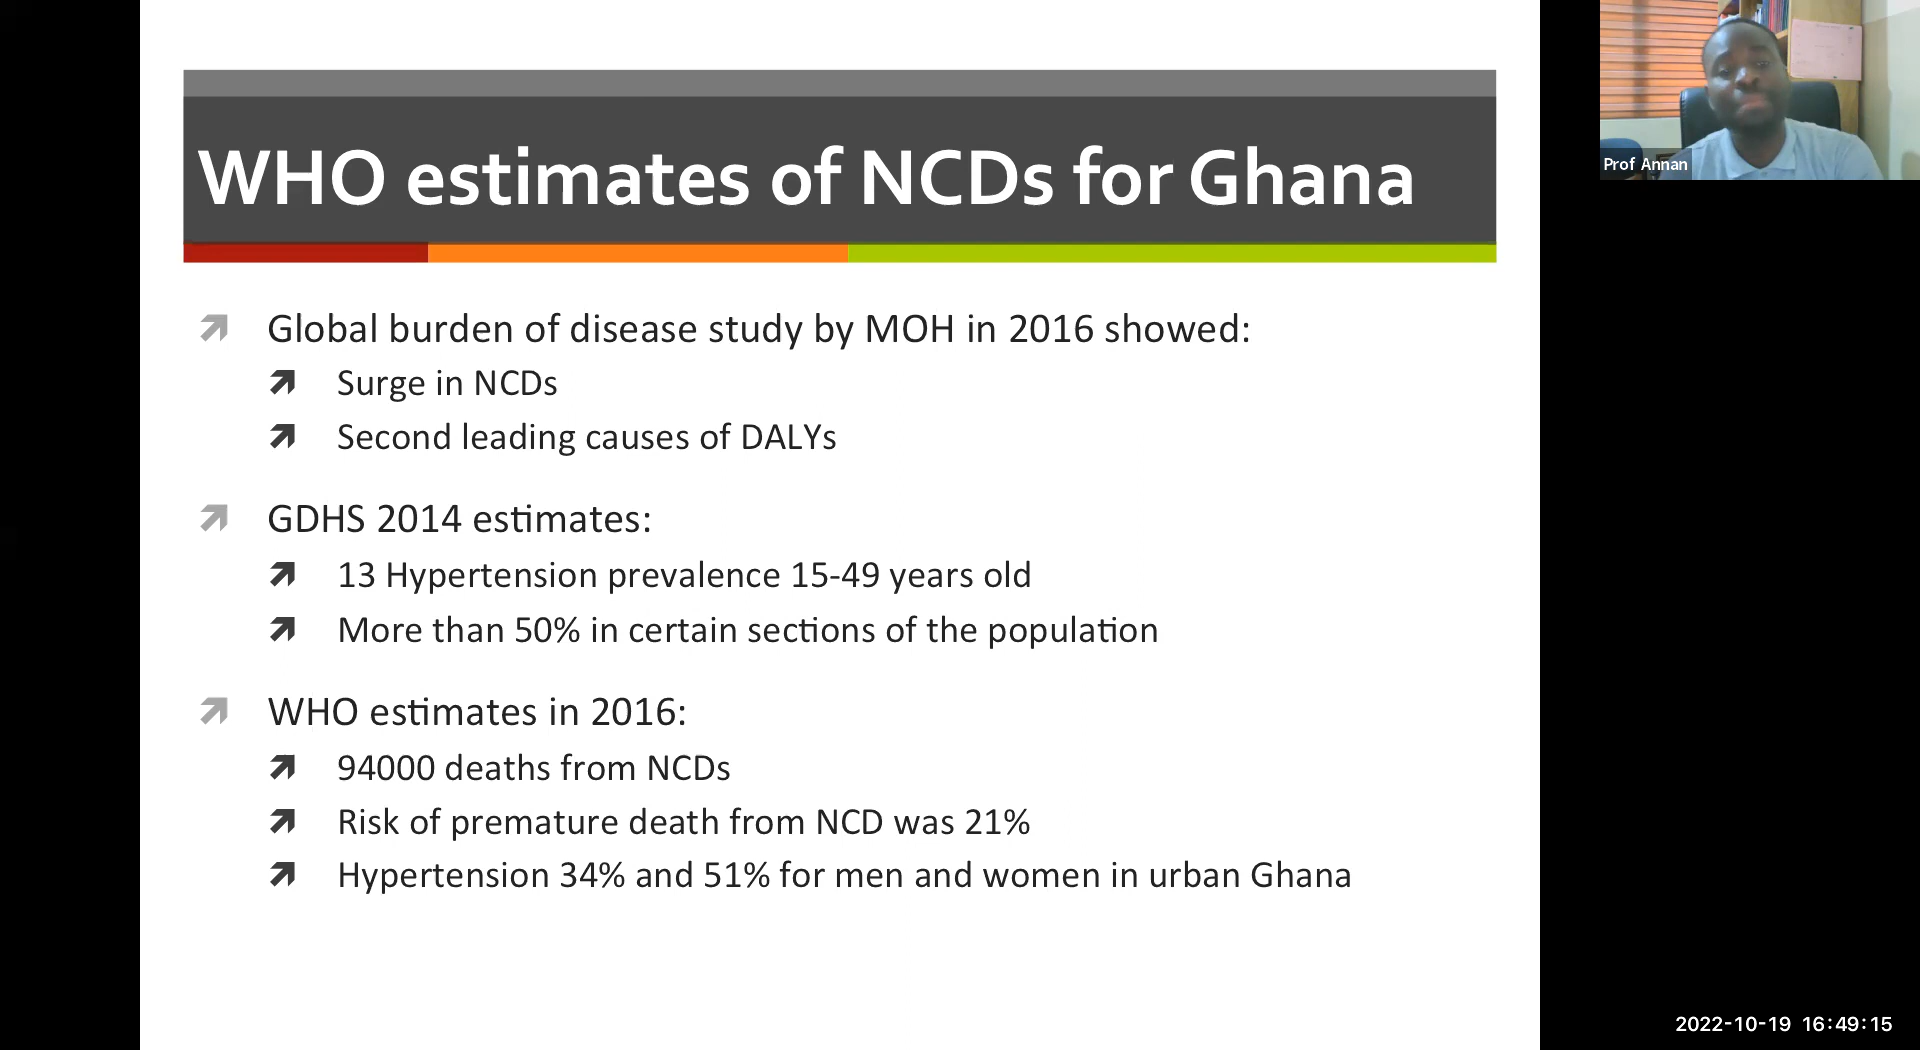 WHO estimates of NCDs for Ghana
Global burden of disease study by MOH in 2016 showed:
Surge in NCDs
Second leading causes of DALYs
GDHS 2014 estimates:
13 Hypertension prevalence 15-49 years old
More than 50% in certain sections of the population
WHO estimates in 2016:
94000 deaths from NCDs
Risk of premature death from NCD was 21%
Hypertension 34% and 51% for men and women in urban Ghana
Prof Annan
2022-10-19 16:49:15